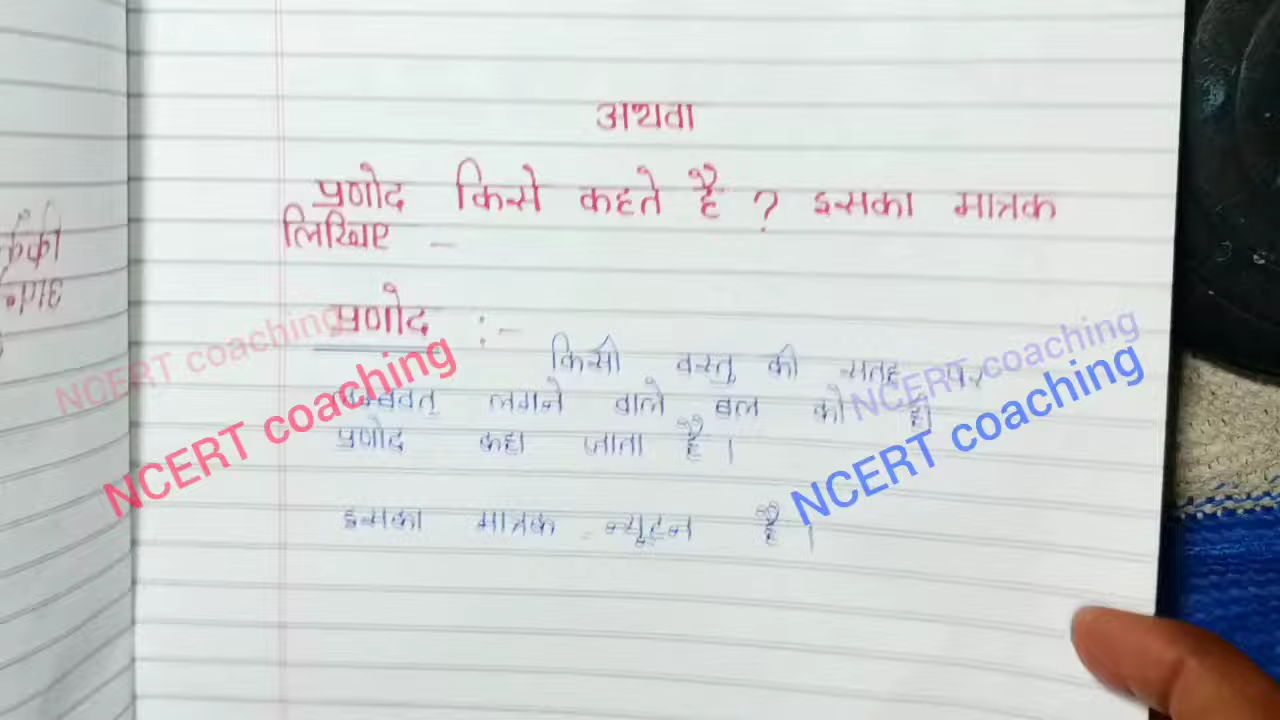 अथवा
प्रणोद किसे कहते है ? इसका मात्रक
लिखिए -
प्रणोद :-
किसी वस्तु की सतह पर
लम्बवत् लगने वाले बल को ही
प्रणोद कहा जाता है।
इसका मात्रक न्यूटन है।
NCERT coaching
NCERT coaching
NCERT coaching
NCERT coaching